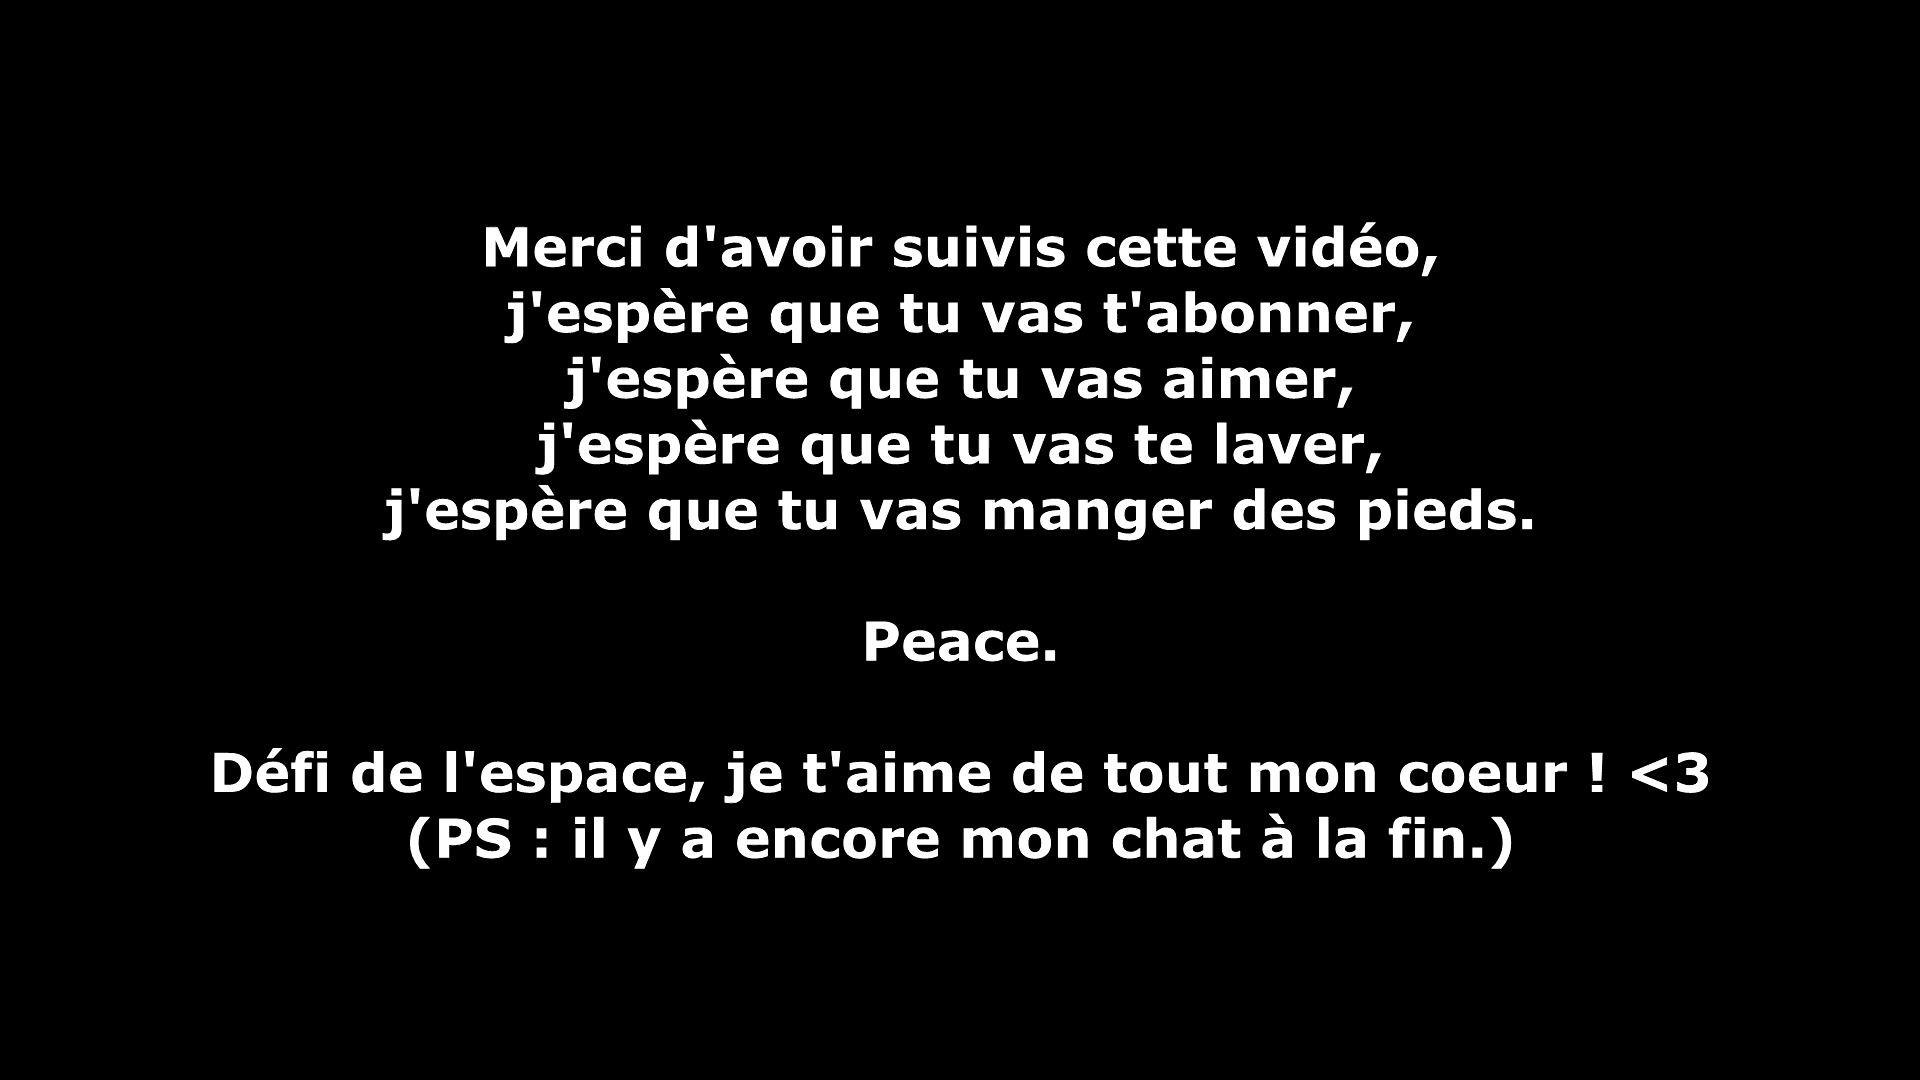 Merci d'avoir suivis cette vidéo,
j'espère que tu vas t'abonner,
j'espère que tu vas aimer,
j'espère que tu vas te laver,
j'espère que tu vas manger des pieds.
Peace.
Défi de l'espace, je t'aime de tout mon coeur ! <3
(PS : il y a encore mon chat à la fin.)